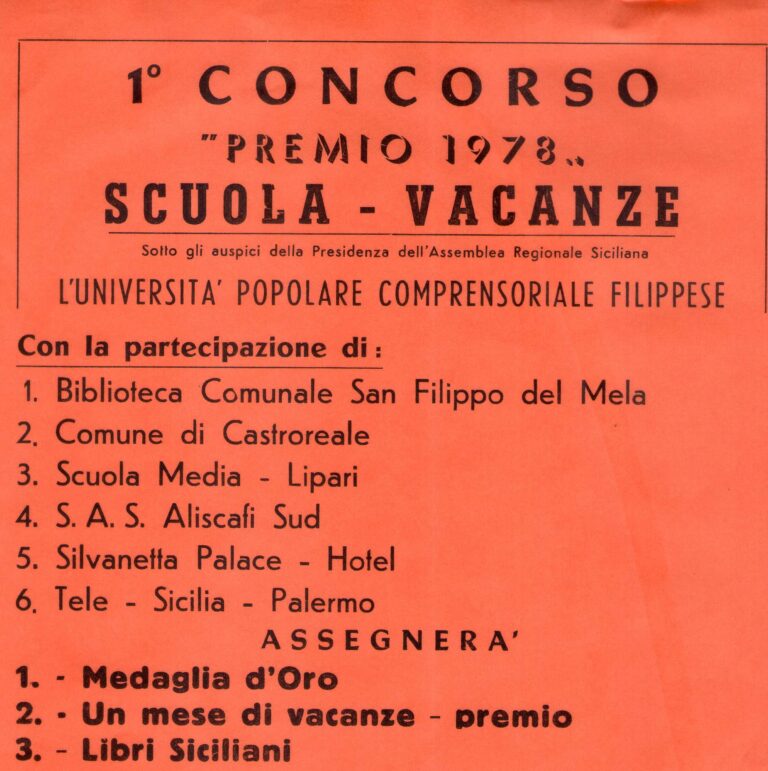 1° CONCORSO
"PREMIO 1978„
SCUOLA - VACANZE
Sotto gli auspici della Presidenza dell'Assemblea Regionale Siciliana
L'UNIVERSITA' POPOLARE COMPRENSORIALE FILIPPESE
Con la partecipazione di:
1. Biblioteca Comunale San Filippo del Mela
2. Comune di Castroreale
3. Scuola Media - Lipari
4. S. A. S. Aliscafi Sud
5. Silvanetta Palace - Hotel
6. Tele - Sicilia - Palermo
ASSEGNERA'
1. - Medaglia d'Oro
2. - Un mese di vacanze - premio
3. - Libri Siciliani